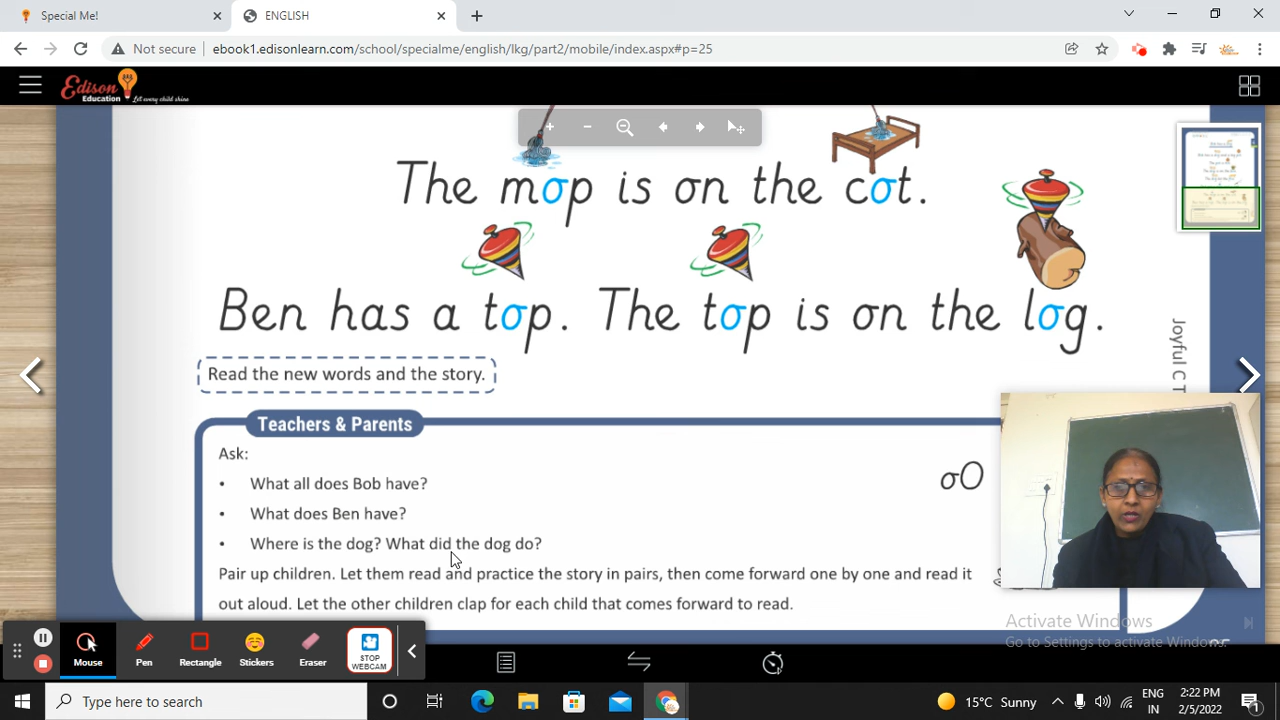 Special Me!
ENGLISH
Not secure
ebook1.edisonlearn.com/school/specialme/english/lkg/part2/mobile/index.aspx#p=25
Edison
Education
Let every child shine
The mop is on the cot.
Ben has a top. The top is on the log.
Read the new words and the story.
Joyful C T
Teachers & Parents
Ask:
• What all does Bob have?
• What does Ben have?
• Where is the dog? What did the dog do?
Pair up children. Let them read and practice the story in pairs, then come forward one by one and read it
out aloud. Let the other children clap for each child that comes forward to read.
oO
Activate Windows
Go to Settings to activate Windows.
Mouse
Pen
Rectangle
Stickers
Eraser
STOP
WEBCAM
Type here to search
15°C Sunny
ENG
IN
2:22 PM
2/5/2022
1